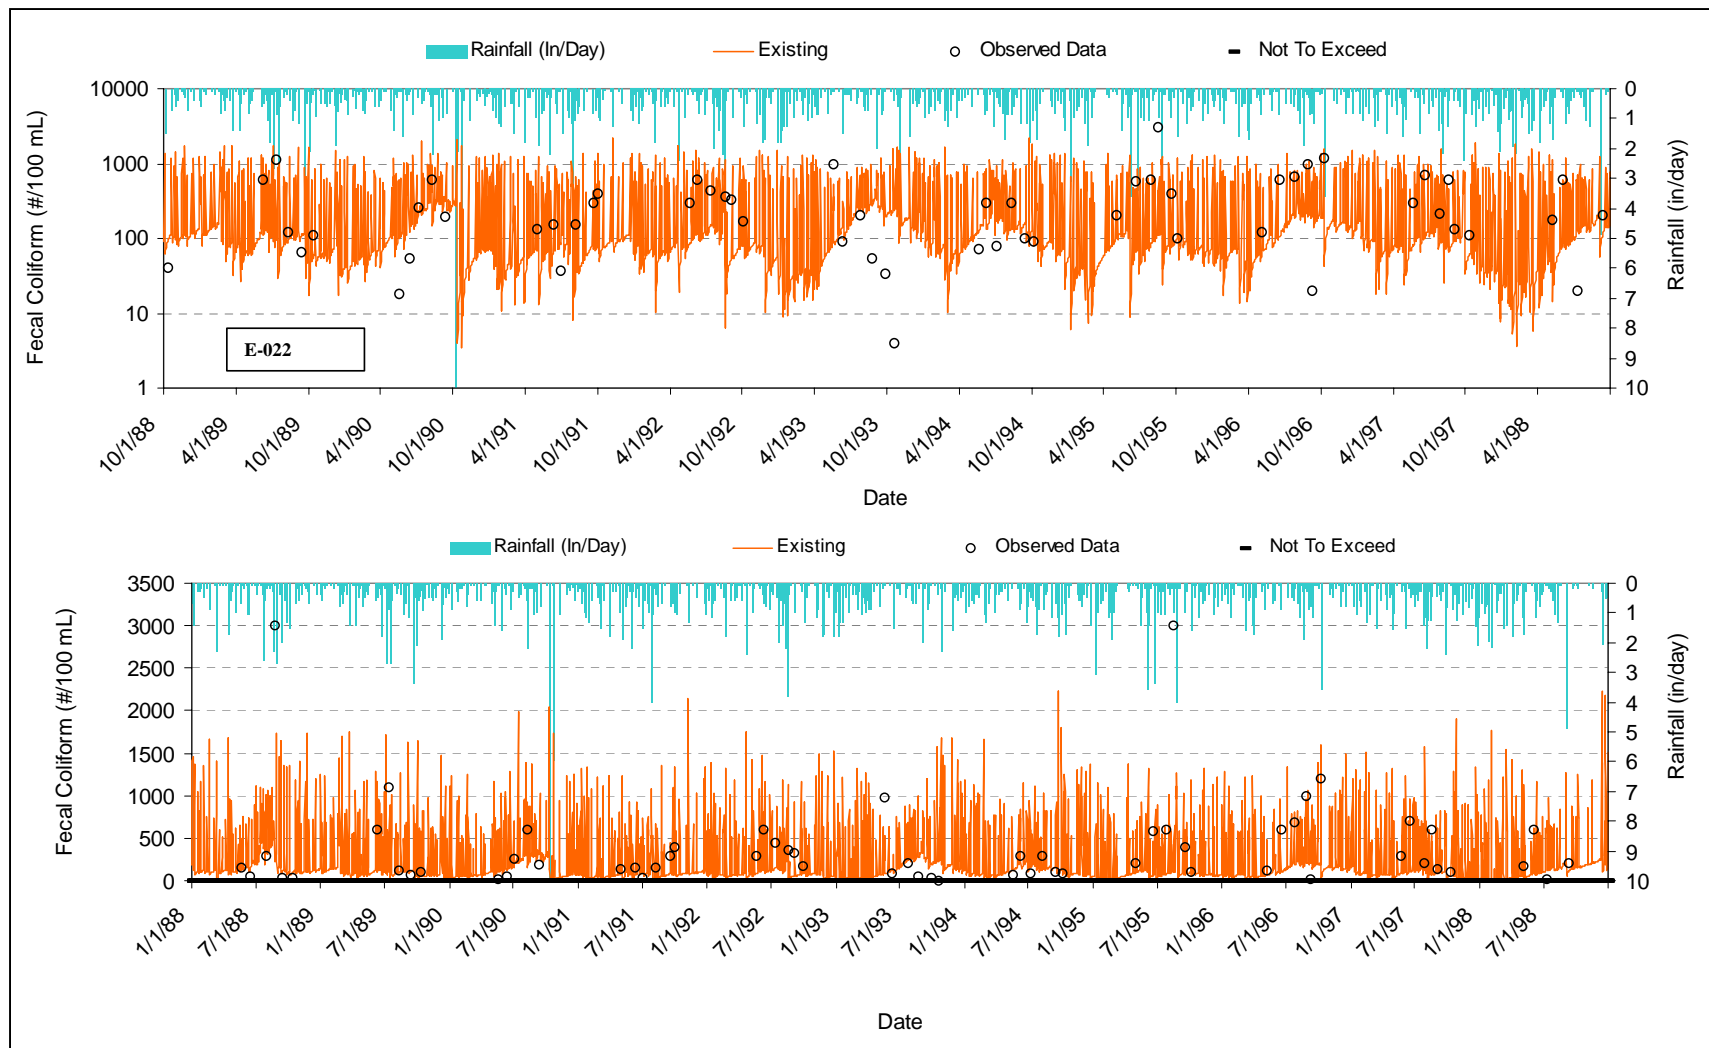 Rainfall (In/Day) Existing Observed Data Not To Exceed
10000 1000 100 10 1
Fecal Coliform (#/100 mL)
0 1 2 3 4 5 6 7 8 9 10
Rainfall (in/day)
E-022
10/1/88 4/1/89 10/1/89 4/1/90 10/1/90 4/1/91 10/1/91 4/1/92 10/1/92 4/1/93 10/1/93 4/1/94 10/1/94 4/1/95 10/1/95 4/1/96 10/1/96 4/1/97 10/1/97 4/1/98
Date
Rainfall (In/Day) Existing Observed Data Not To Exceed
3500 3000 2500 2000 1500 1000 500 0
Fecal Coliform (#/100 mL)
0 1 2 3 4 5 6 7 8 9 10
Rainfall (in/day)
1/1/88 7/1/88 1/1/89 7/1/89 1/1/90 7/1/90 1/1/91 7/1/91 1/1/92 7/1/92 1/1/93 7/1/93 1/1/94 7/1/94 1/1/95 7/1/95 1/1/96 7/1/96 1/1/97 7/1/97 1/1/98 7/1/98
Date